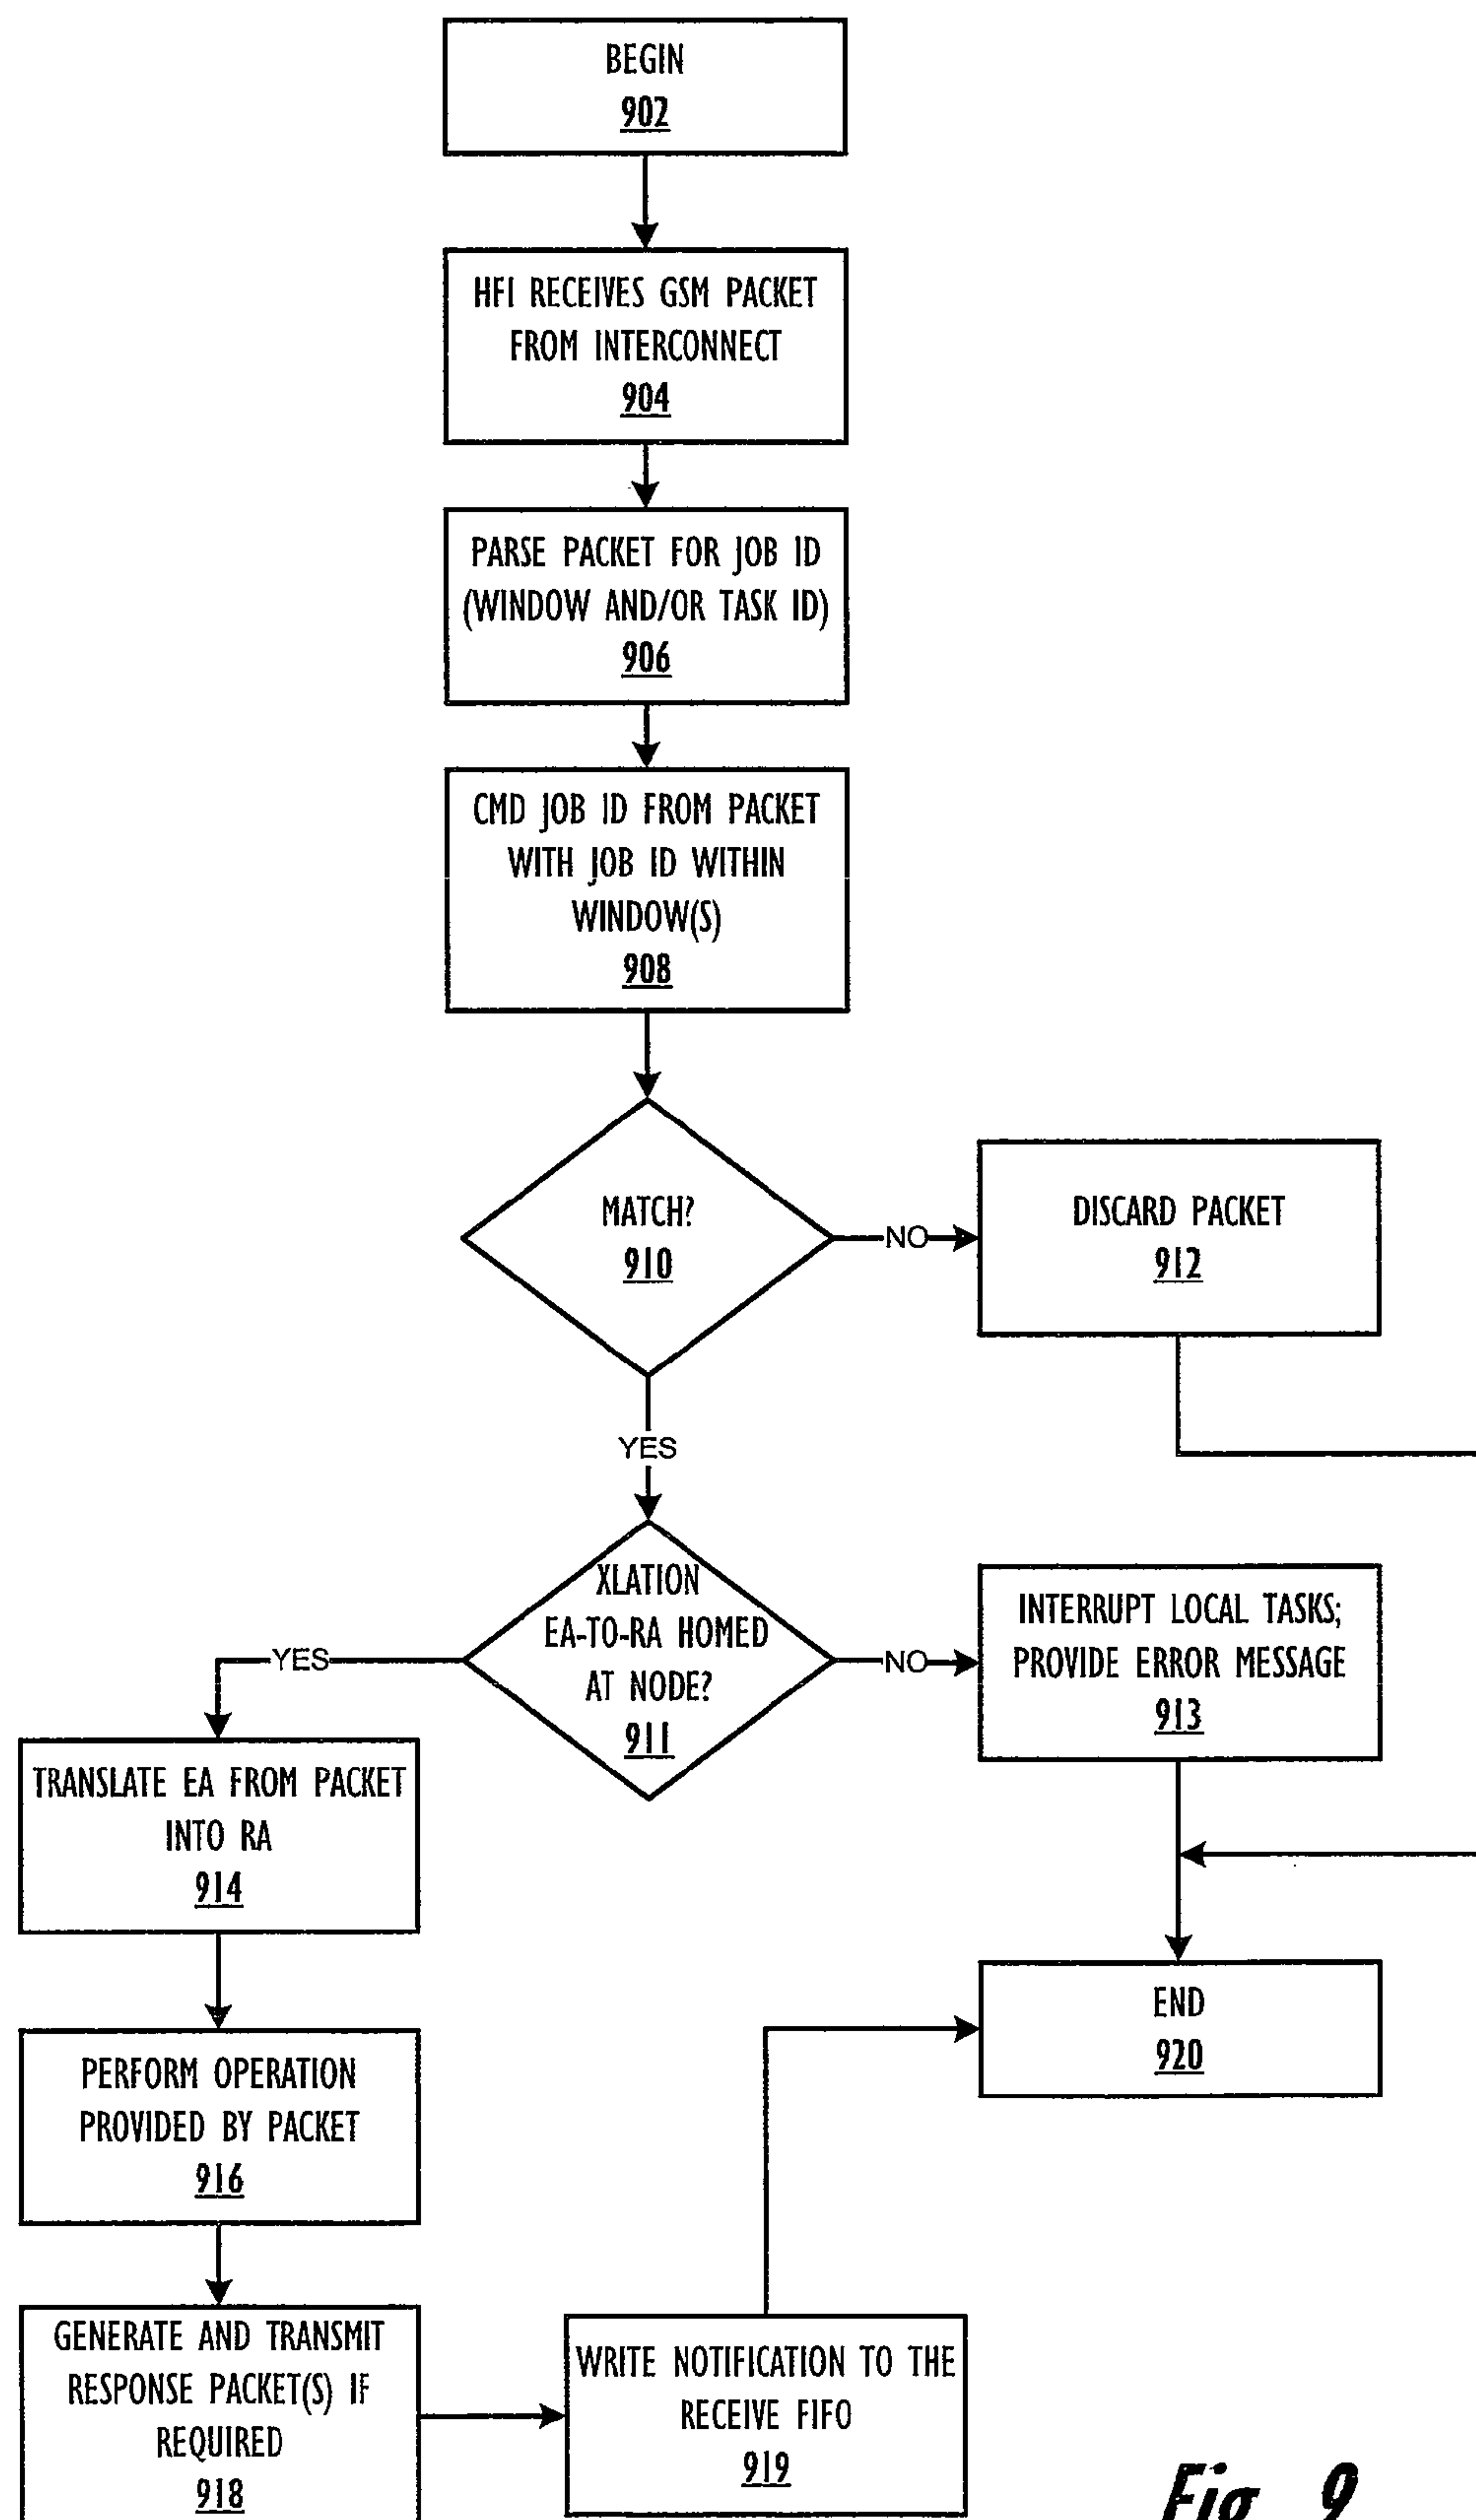 BEGIN
902
HFI RECEIVES GSM PACKET
FROM INTERCONNECT
904
PARSE PACKET FOR JOB ID
(WINDOW AND/OR TASK ID)
906
CMD JOB ID FROM PACKET
WITH JOB ID WITHIN
WINDOW(S)
908
MATCH?
910
NO
DISCARD PACKET
912
YES
XLATION
EA-TO-RA HOMED
AT NODE?
911
NO
INTERRUPT LOCAL TASKS;
PROVIDE ERROR MESSAGE
913
YES
TRANSLATE EA FROM PACKET
INTO RA
914
PERFORM OPERATION
PROVIDED BY PACKET
916
GENERATE AND TRANSMIT
RESPONSE PACKET(S) IF
REQUIRED
918
WRITE NOTIFICATION TO THE
RECEIVE FIFO
919
END
920
Fig. 9